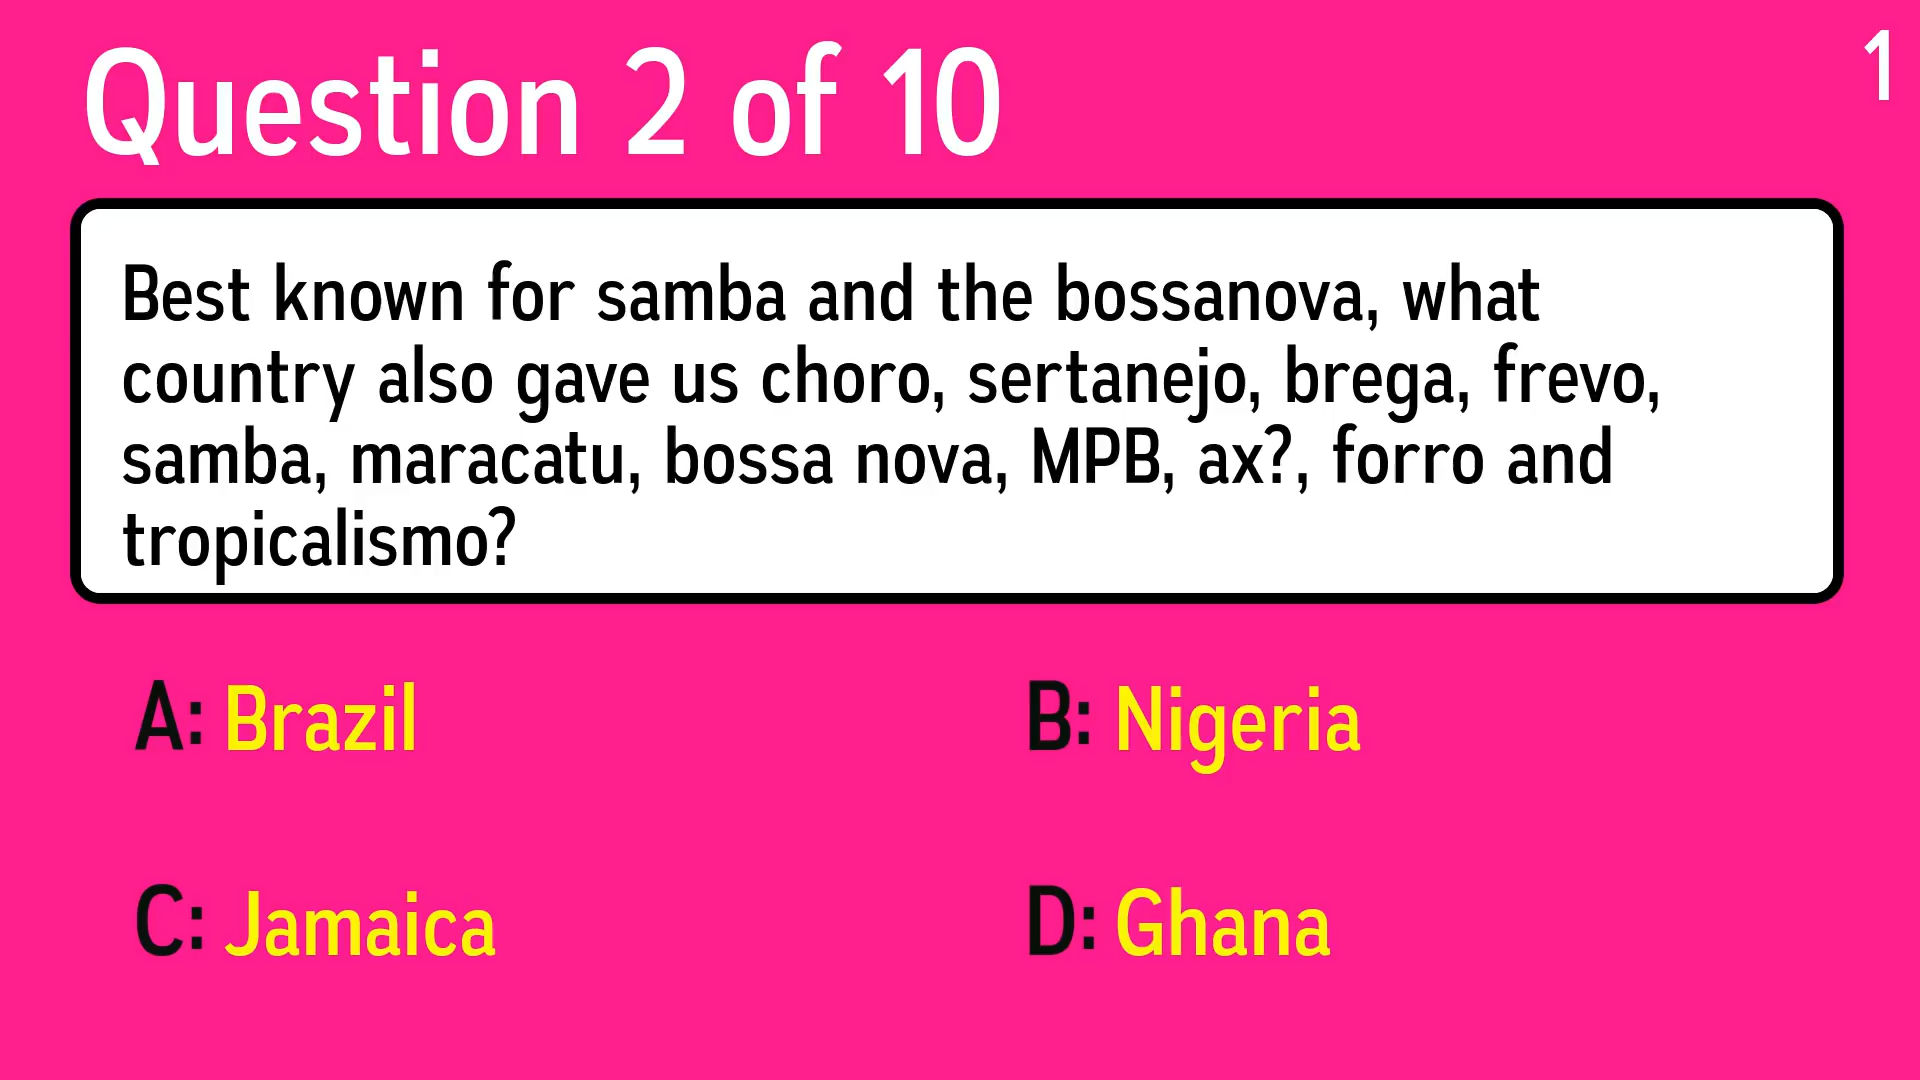 Question 2 of 10
1
Best known for samba and the bossanova, what
country also gave us choro, sertanejo, brega, frevo,
samba, maracatu, bossa nova, MPB, ax?, forro and
tropicalismo?
A: Brazil
B: Nigeria
C: Jamaica
D: Ghana